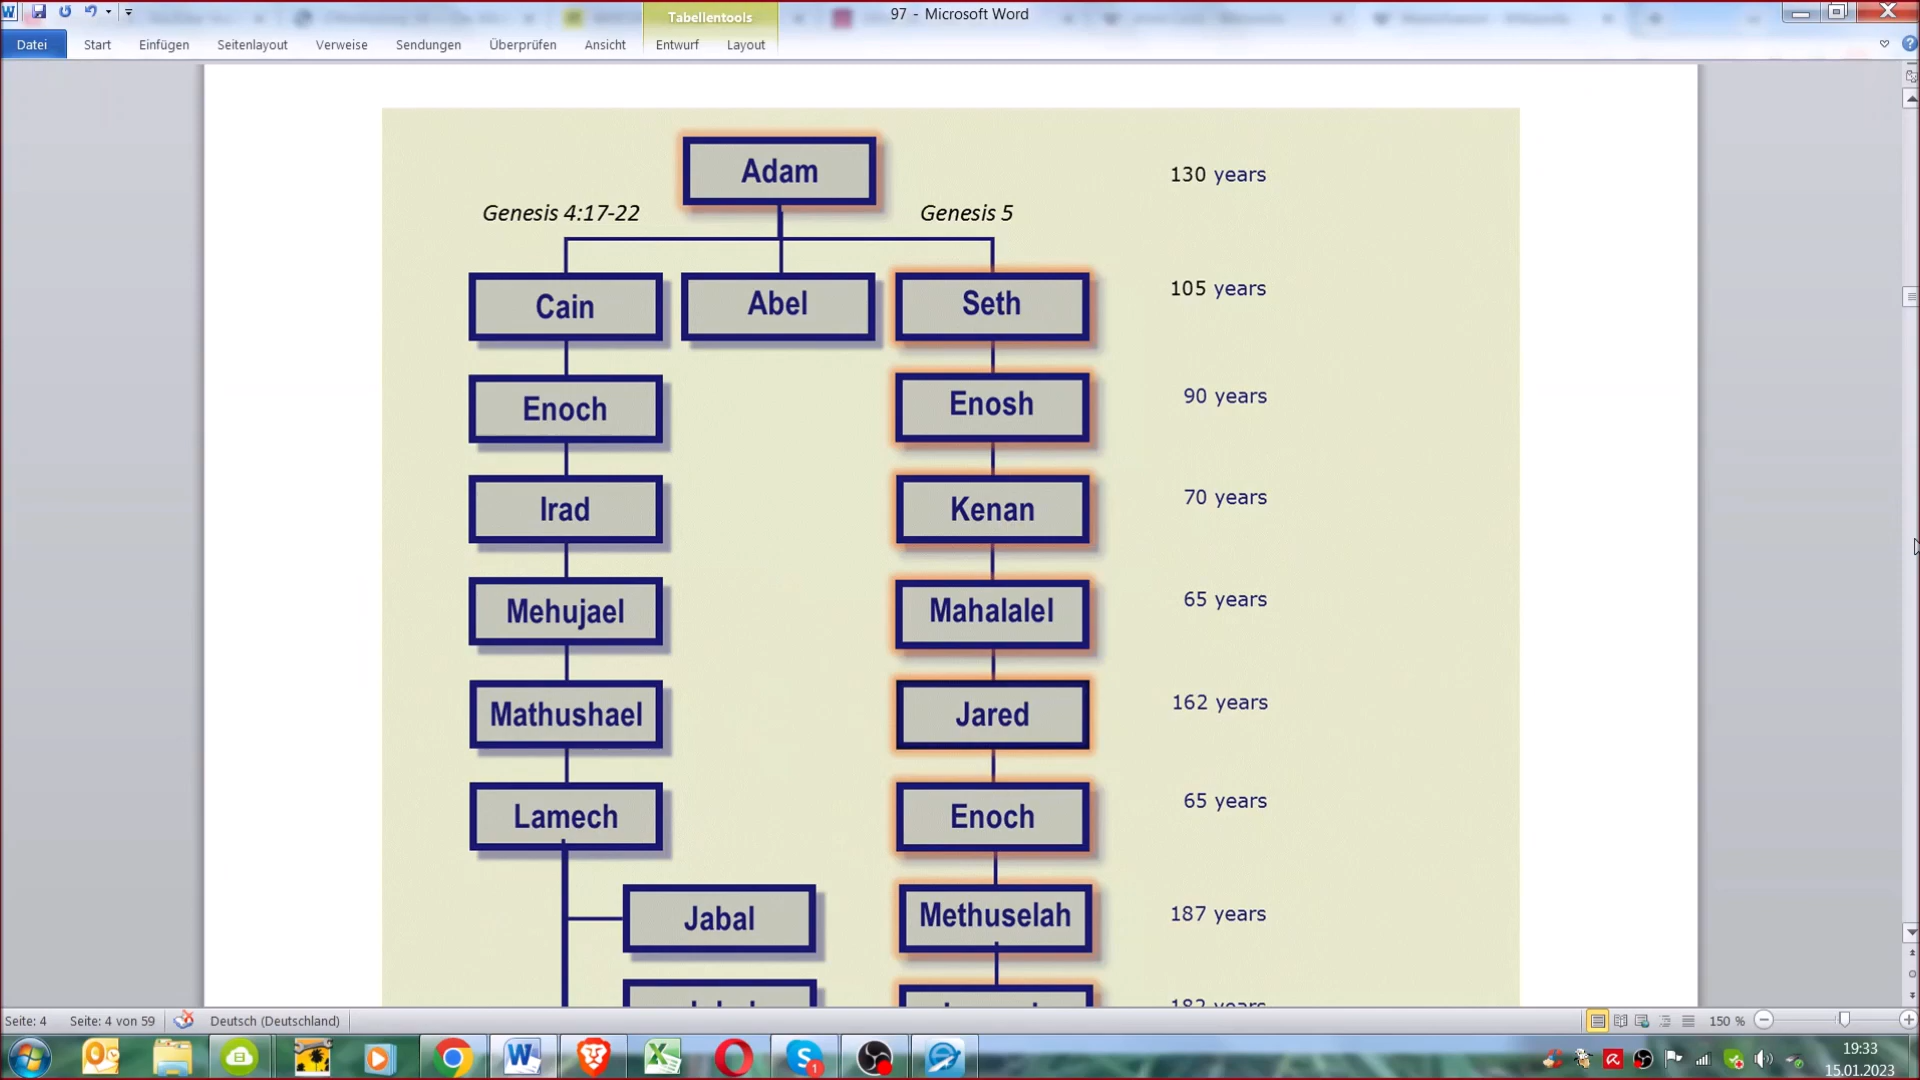 Tabellentools
97 - Microsoft Word
Datei Start Einfügen Seitenlayout Verweise Sendungen Überprüfen Ansicht Entwurf Layout
Adam
130 years
Genesis 4:17-22
Genesis 5
Cain
Abel
Seth
105 years
Enoch
Enosh
90 years
Irad
Kenan
70 years
Mehujael
Mahalalel
65 years
Mathushael
Jared
162 years
Lamech
Enoch
65 years
Jabal
Methuselah
187 years
182 years
Seite: 4 Seite: 4 von 59 Deutsch (Deutschland) 150 %
19:33
15.01.2023